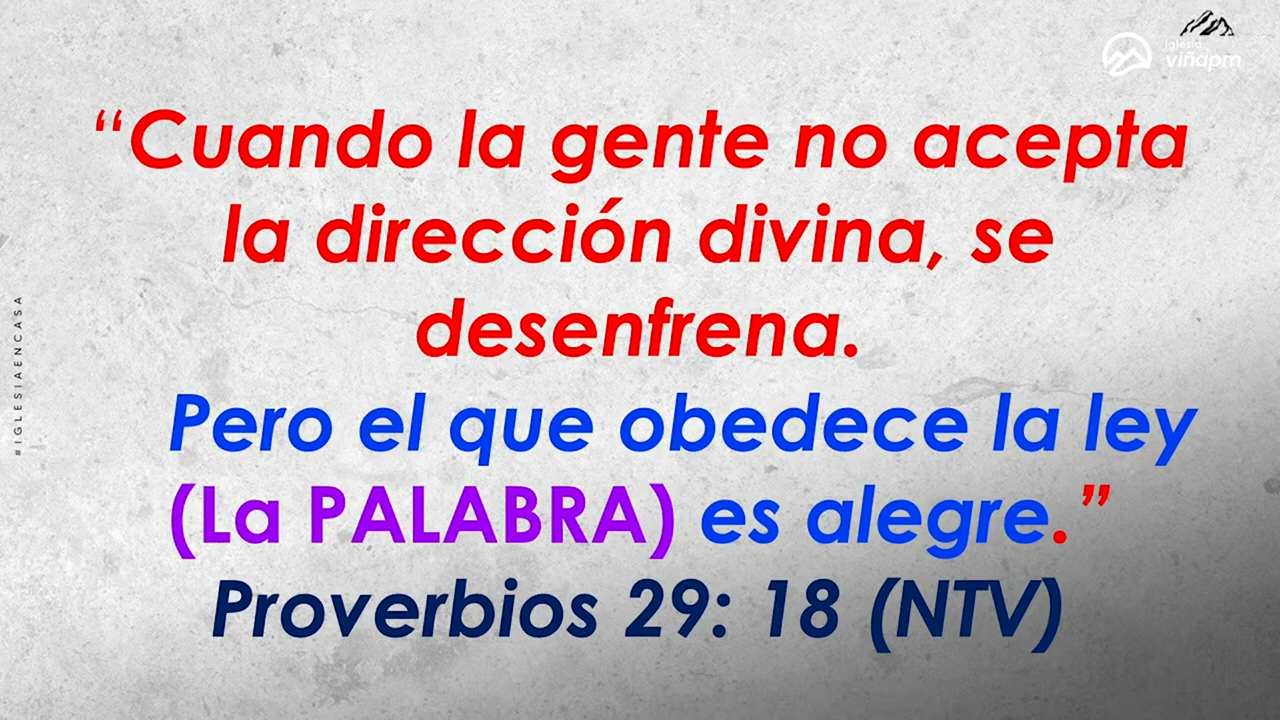 iglesia
viñapm
“Cuando la gente no acepta
la dirección divina, se
desenfrena.
Pero el que obedece la ley
(La PALABRA) es alegre.”
Proverbios 29: 18 (NTV)
#IGLESIAENCASA